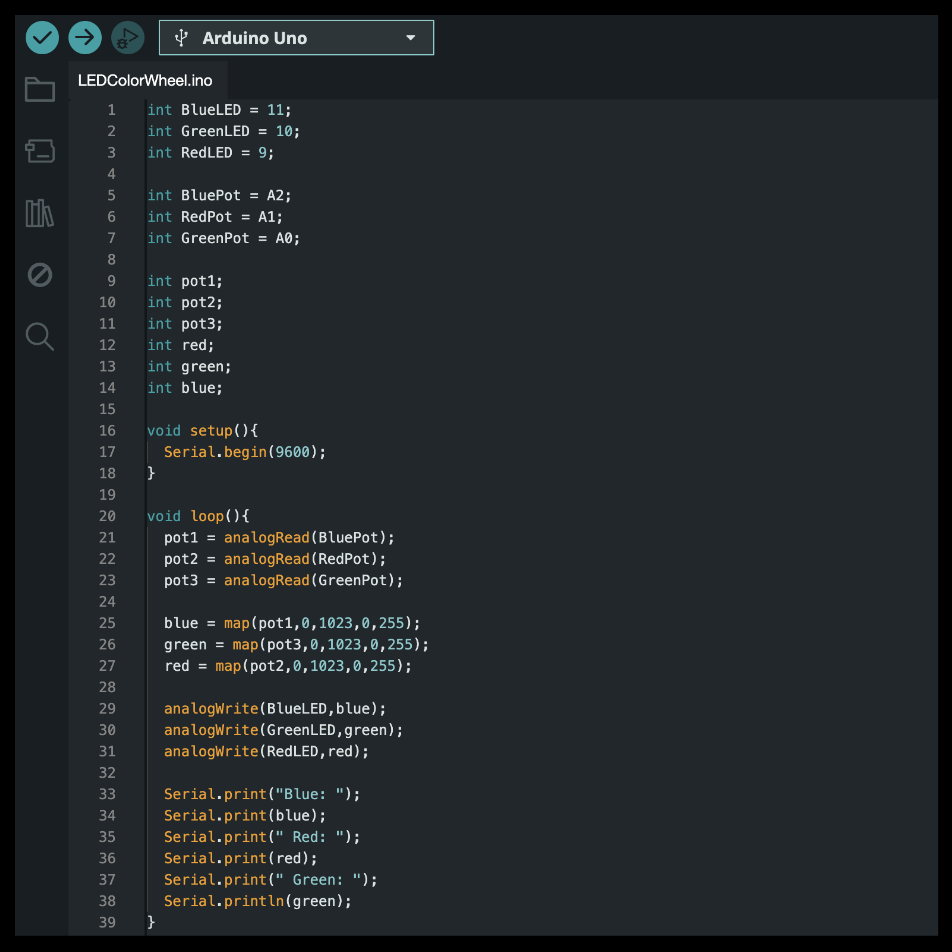 Arduino Uno
LEDColorWheel.ino
1 int BlueLED = 11;
2 int GreenLED = 10;
3 int RedLED = 9;
4
5 int BluePot = A2;
6 int RedPot = A1;
7 int GreenPot = A0;
8
9 int pot1;
10 int pot2;
11 int pot3;
12 int red;
13 int green;
14 int blue;
15
16 void setup(){
17   Serial.begin(9600);
18 }
19
20 void loop(){
21   pot1 = analogRead(BluePot);
22   pot2 = analogRead(RedPot);
23   pot3 = analogRead(GreenPot);
24
25   blue = map(pot1,0,1023,0,255);
26   green = map(pot3,0,1023,0,255);
27   red = map(pot2,0,1023,0,255);
28
29   analogWrite(BlueLED,blue);
30   analogWrite(GreenLED,green);
31   analogWrite(RedLED,red);
32
33   Serial.print("Blue: ");
34   Serial.print(blue);
35   Serial.print(" Red: ");
36   Serial.print(red);
37   Serial.print(" Green: ");
38   Serial.println(green);
39 }